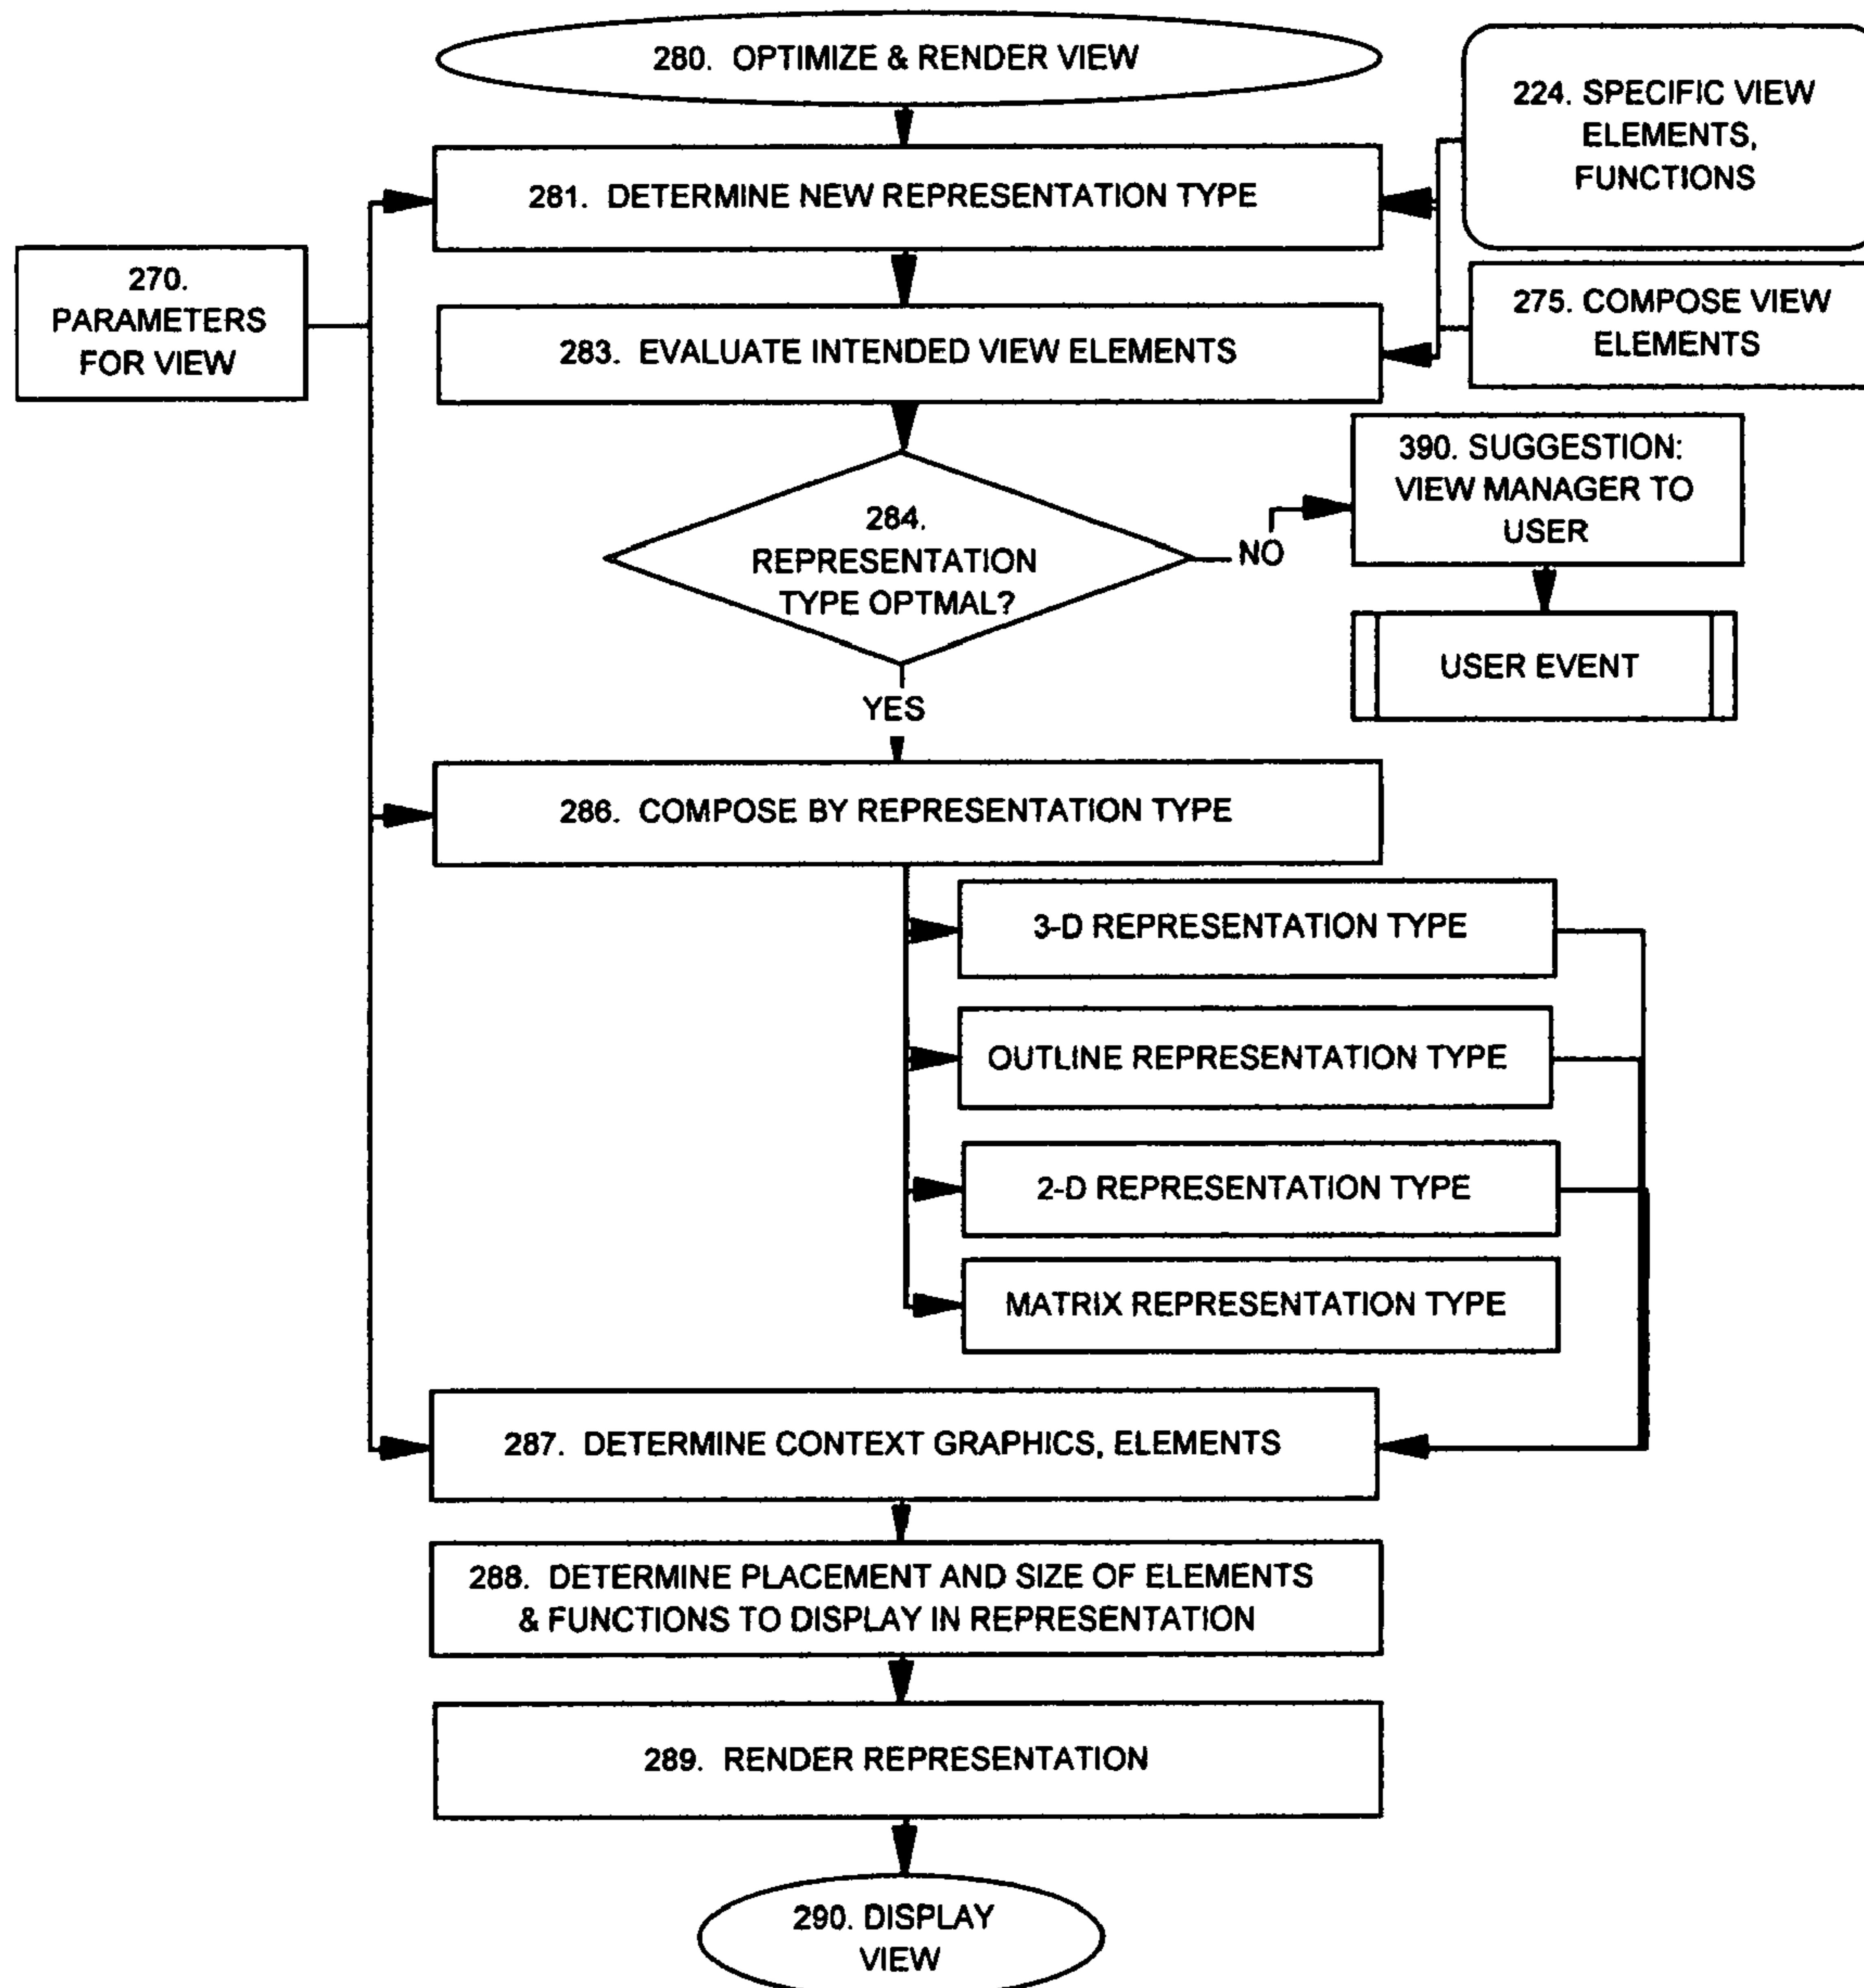 280. OPTIMIZE & RENDER VIEW
224. SPECIFIC VIEW
ELEMENTS,
FUNCTIONS
281. DETERMINE NEW REPRESENTATION TYPE
270.
PARAMETERS
FOR VIEW
275. COMPOSE VIEW
ELEMENTS
283. EVALUATE INTENDED VIEW ELEMENTS
390. SUGGESTION:
VIEW MANAGER TO
USER
284.
REPRESENTATION
TYPE OPTMAL?
NO
USER EVENT
YES
286. COMPOSE BY REPRESENTATION TYPE
3-D REPRESENTATION TYPE
OUTLINE REPRESENTATION TYPE
2-D REPRESENTATION TYPE
MATRIX REPRESENTATION TYPE
287. DETERMINE CONTEXT GRAPHICS, ELEMENTS
288. DETERMINE PLACEMENT AND SIZE OF ELEMENTS
& FUNCTIONS TO DISPLAY IN REPRESENTATION
289. RENDER REPRESENTATION
290. DISPLAY
VIEW